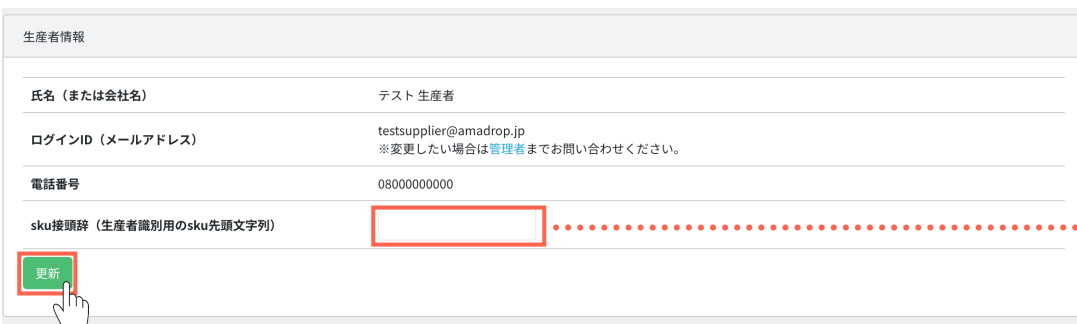 生産者情報
氏名（または会社名）
テスト 生産者
ログインID（メールアドレス）
testsupplier@amadrop.jp
※変更したい場合は管理者までお問い合わせください。
電話番号
08000000000
sku接頭辞（生産者識別用のsku先頭文字列）
更新